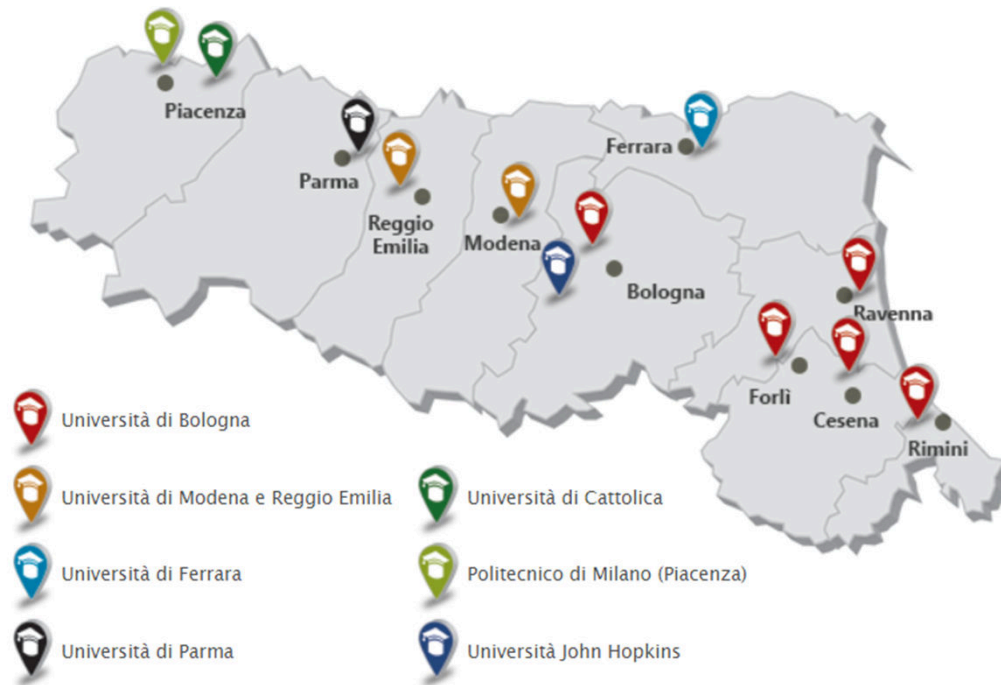 Piacenza
Parma
Reggio
Emilia
Modena
Ferrara
Bologna
Ravenna
Forlì
Cesena
Rimini
Università di Bologna
Università di Modena e Reggio Emilia
Università di Ferrara
Università di Parma
Università di Cattolica
Politecnico di Milano (Piacenza)
Università John Hopkins